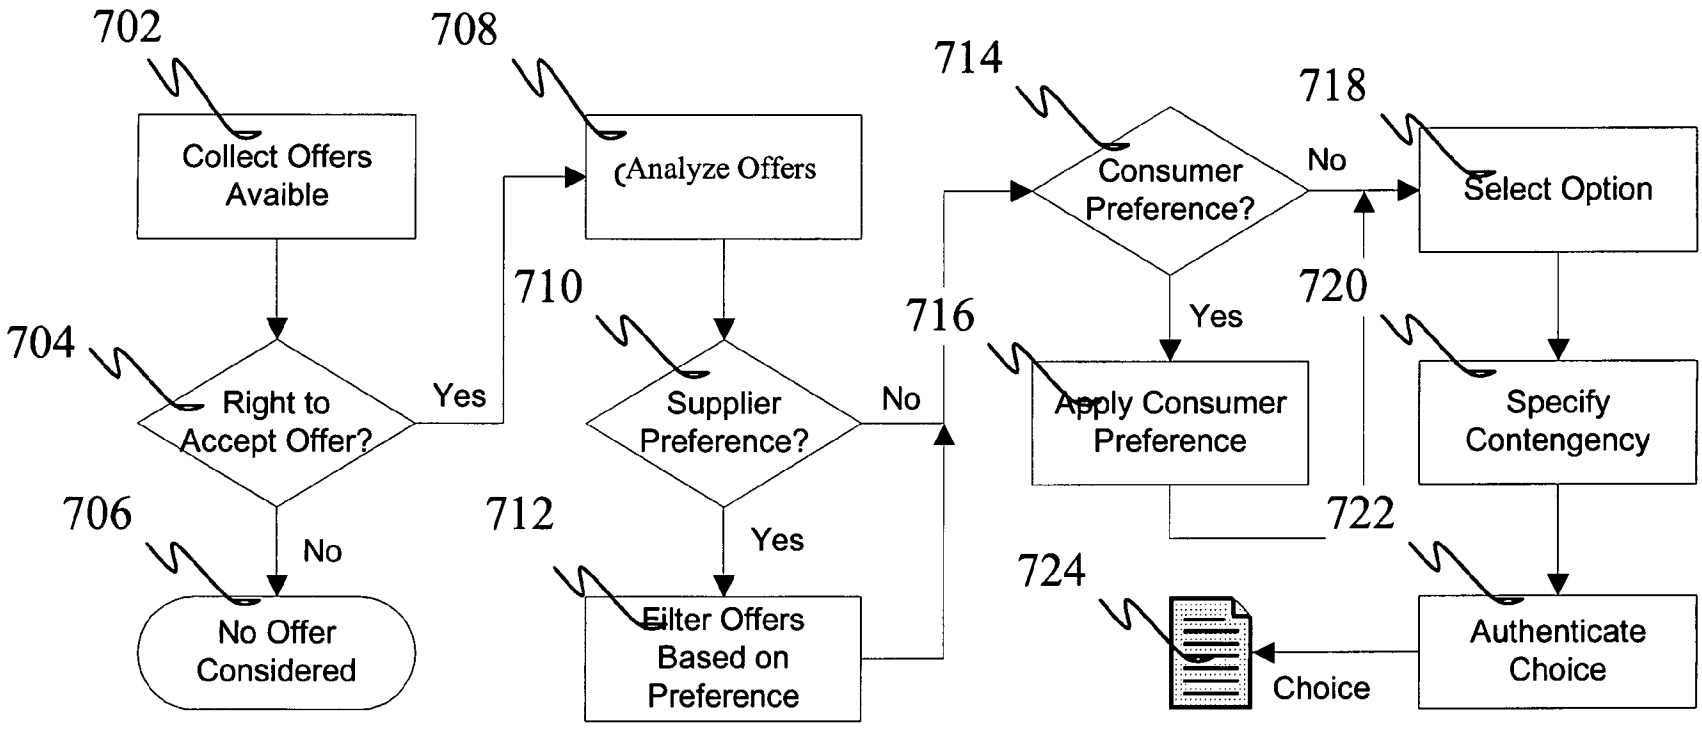 702
Collect Offers
Avaible
704
Right to
Accept Offer?
Yes
No
706
No Offer
Considered
708
(Analyze Offers
710
Supplier
Preference?
No
Yes
712
Filter Offers
Based on
Preference
714
Consumer
Preference?
No
Yes
716
Apply Consumer
Preference
718
Select Option
720
Specify
Contengency
722
Authenticate
Choice
724
Choice